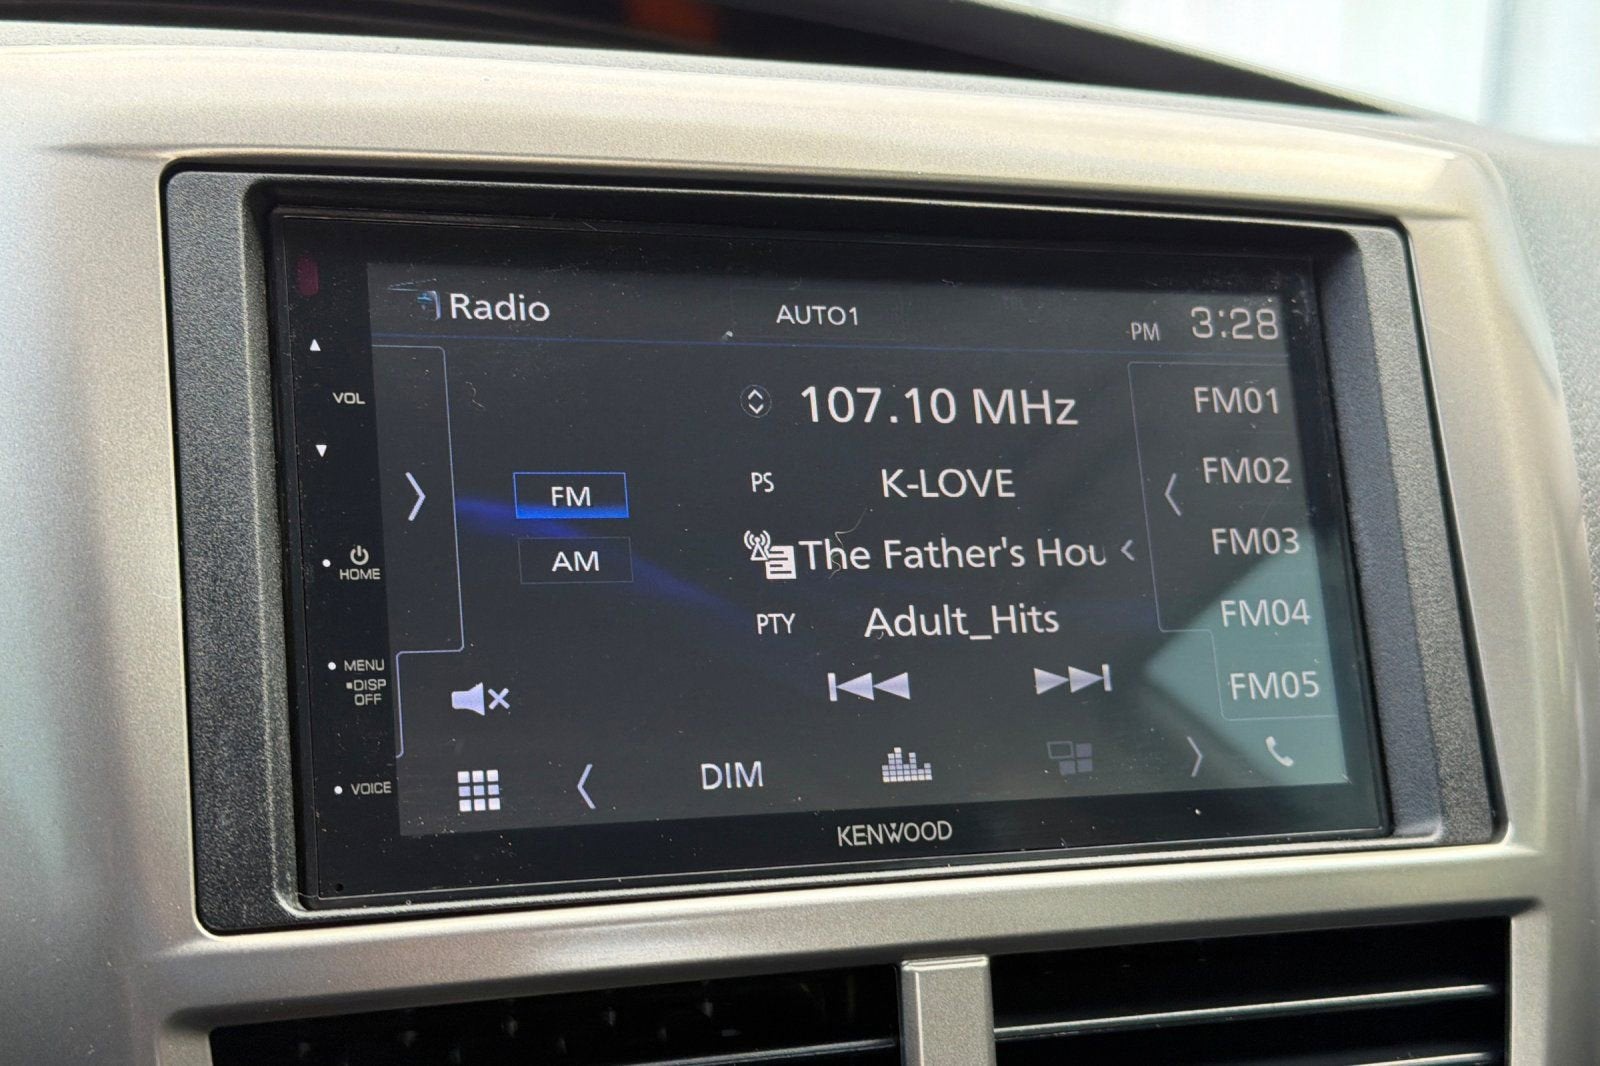 Radio
AUTO1
PM 3:28
VOL
107.10 MHz
FM01
PS K-LOVE
FM02
FM
The Father's Hou
FM03
AM
HOME
PTY Adult_Hits
FM04
MENU
DISP
OFF
FM05
VOICE
DIM
KENWOOD